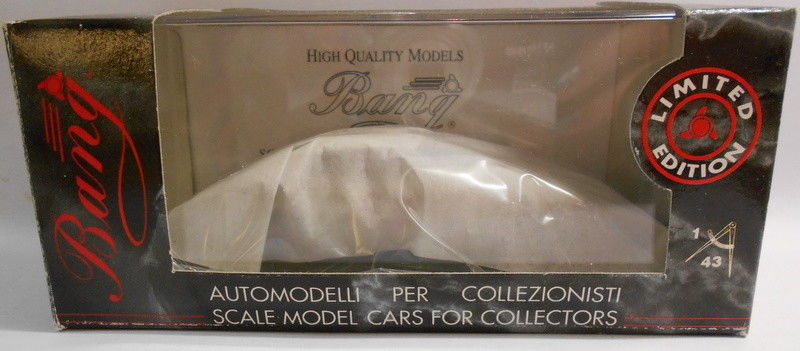 Bang
HIGH QUALITY MODELS
Bang
®
LIMITED
EDITION
1
43
AUTOMODELLI PER COLLEZIONISTI
SCALE MODEL CARS FOR COLLECTORS